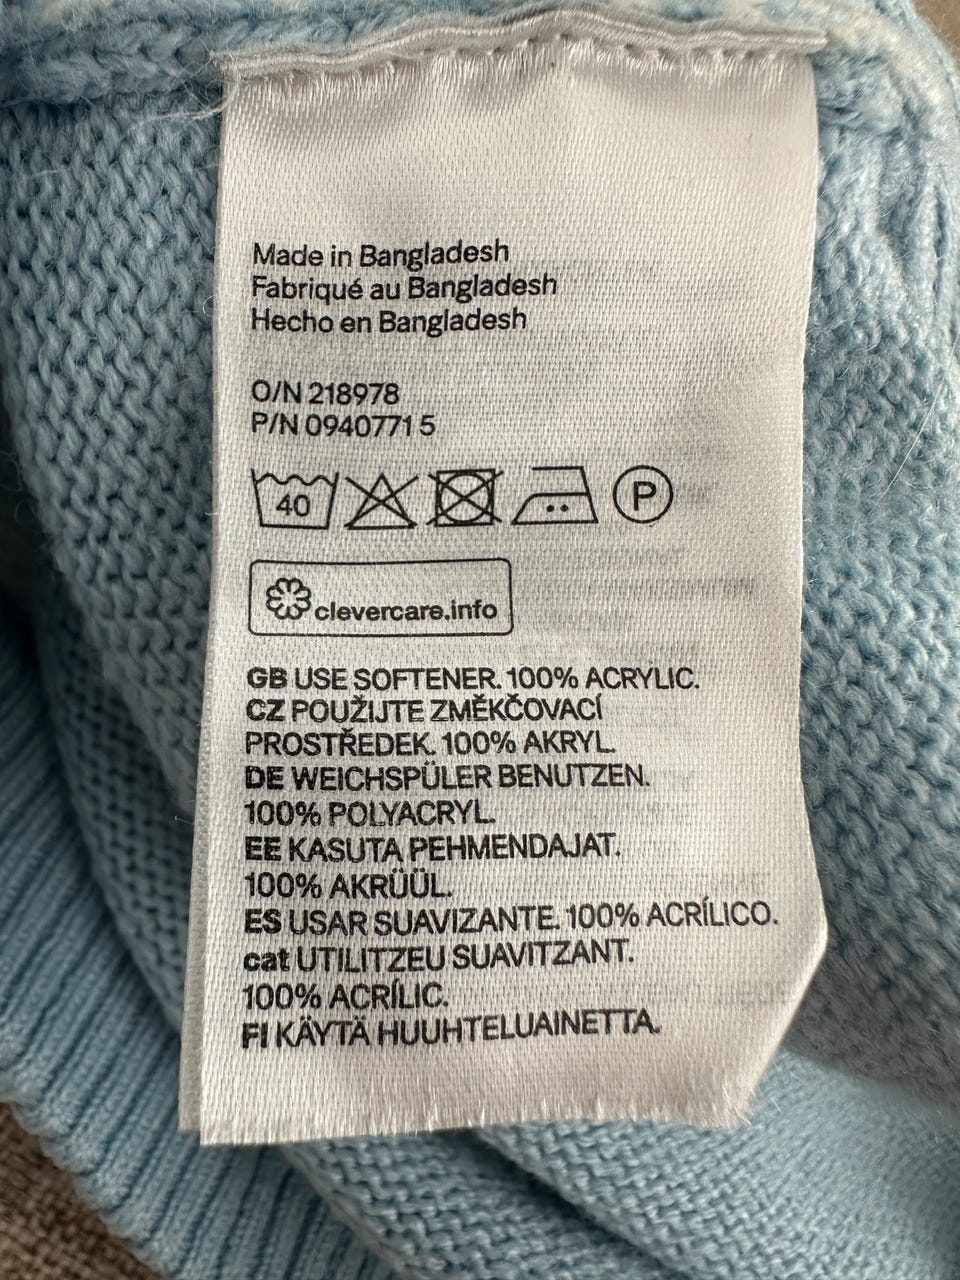 Made in Bangladesh
Fabriqué au Bangladesh
Hecho en Bangladesh
O/N 218978
P/N 09407715
40 P
clevercare.info
GB USE SOFTENER. 100% ACRYLIC.
CZ POUŽIJTE ZMĚKČOVACÍ
PROSTŘEDEK. 100% AKRYL.
DE WEICHSPÜLER BENUTZEN.
100% POLYACRYL.
EE KASUTA PEHMENDAJAT.
100% AKRÜÜL.
ES USAR SUAVIZANTE. 100% ACRÍLICO.
cat UTILITZEU SUAVITZANT.
100% ACRÍLIC.
FI KÄYTÄ HUUHTELUAINETTA.